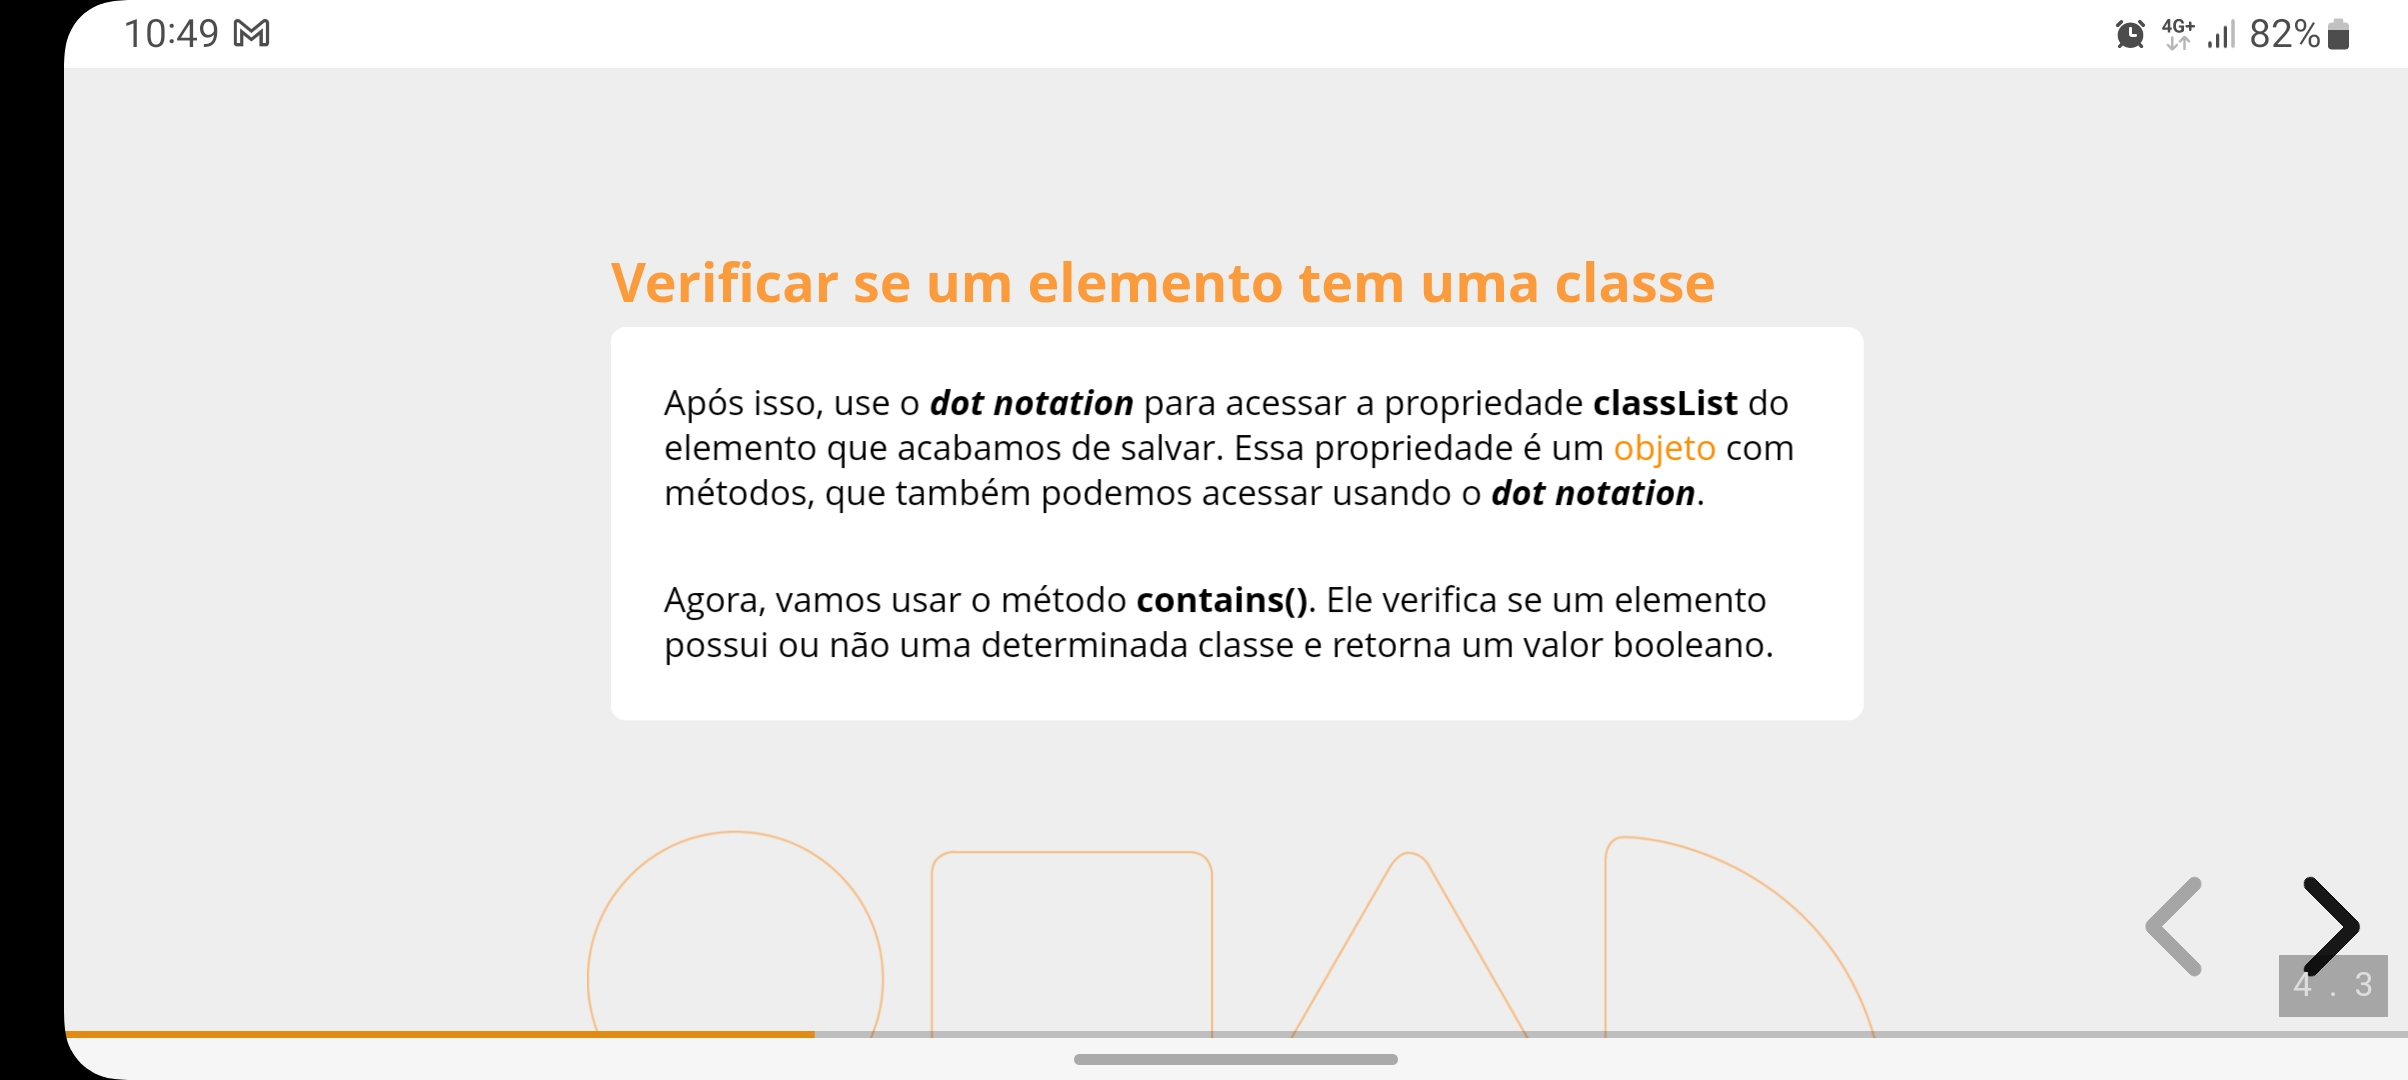 10:49
4G+
82%
Verificar se um elemento tem uma classe
Após isso, use o dot notation para acessar a propriedade classList do
elemento que acabamos de salvar. Essa propriedade é um objeto com
métodos, que também podemos acessar usando o dot notation.
Agora, vamos usar o método contains(). Ele verifica se um elemento
possui ou não uma determinada classe e retorna um valor booleano.
4 . 3